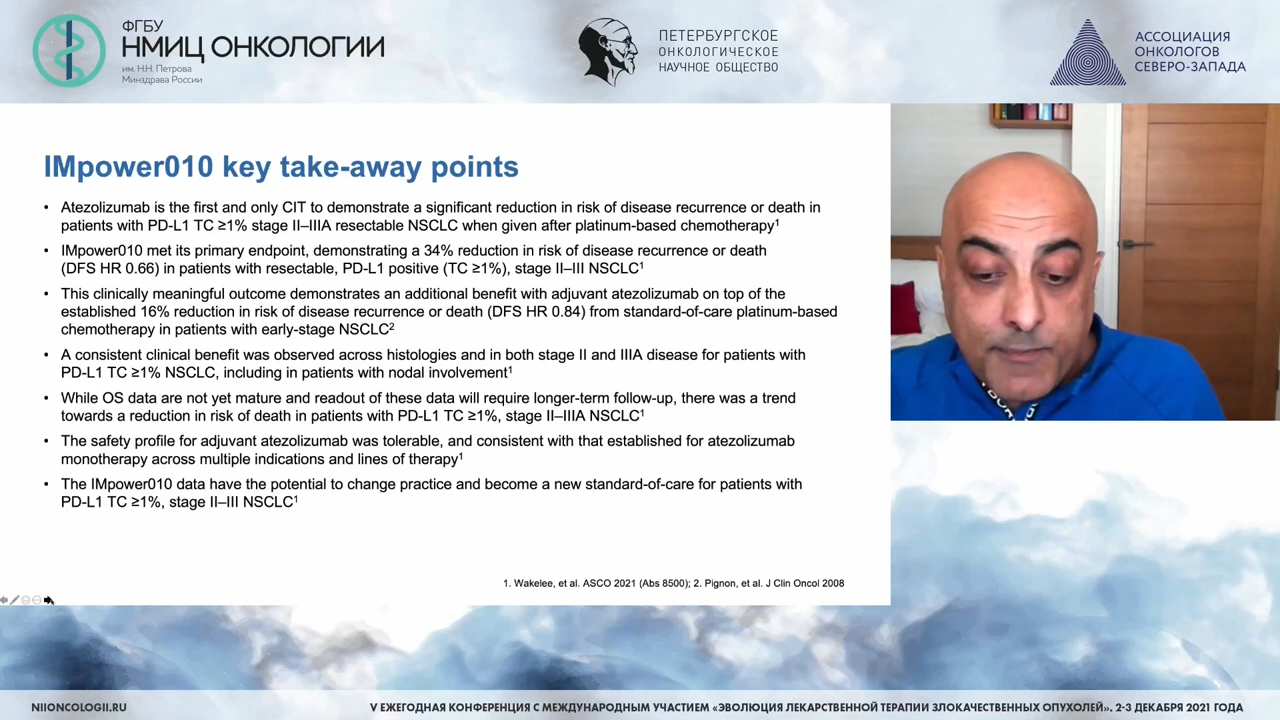 ФГБУ
НМИЦ ОНКОЛОГИИ
им. Н.Н. Петрова
Минздрава России
ПЕТЕРБУРГСКОЕ
ОНКОЛОГИЧЕСКОЕ
НАУЧНОЕ ОБЩЕСТВО
АССОЦИАЦИЯ
ОНКОЛОГОВ
СЕВЕРО-ЗАПАДА
IMpower010 key take-away points
• Atezolizumab is the first and only CIT to demonstrate a significant reduction in risk of disease recurrence or death in
patients with PD-L1 TC ≥1% stage II–IIIA resectable NSCLC when given after platinum-based chemotherapy¹
• IMpower010 met its primary endpoint, demonstrating a 34% reduction in risk of disease recurrence or death
(DFS HR 0.66) in patients with resectable, PD-L1 positive (TC ≥1%), stage II–III NSCLC¹
• This clinically meaningful outcome demonstrates an additional benefit with adjuvant atezolizumab on top of the
established 16% reduction in risk of disease recurrence or death (DFS HR 0.84) from standard-of-care platinum-based
chemotherapy in patients with early-stage NSCLC²
• A consistent clinical benefit was observed across histologies and in both stage II and IIIA disease for patients with
PD-L1 TC ≥1% NSCLC, including in patients with nodal involvement¹
• While OS data are not yet mature and readout of these data will require longer-term follow-up, there was a trend
towards a reduction in risk of death in patients with PD-L1 TC ≥1%, stage II–IIIA NSCLC¹
• The safety profile for adjuvant atezolizumab was tolerable, and consistent with that established for atezolizumab
monotherapy across multiple indications and lines of therapy¹
• The IMpower010 data have the potential to change practice and become a new standard-of-care for patients with
PD-L1 TC ≥1%, stage II–III NSCLC¹
1. Wakelee, et al. ASCO 2021 (Abs 8500); 2. Pignon, et al. J Clin Oncol 2008
NIIONCOLOGII.RU
V ЕЖЕГОДНАЯ КОНФЕРЕНЦИЯ С МЕЖДУНАРОДНЫМ УЧАСТИЕМ «ЭВОЛЮЦИЯ ЛЕКАРСТВЕННОЙ ТЕРАПИИ ЗЛОКАЧЕСТВЕННЫХ ОПУХОЛЕЙ». 2-3 ДЕКАБРЯ 2021 ГОДА